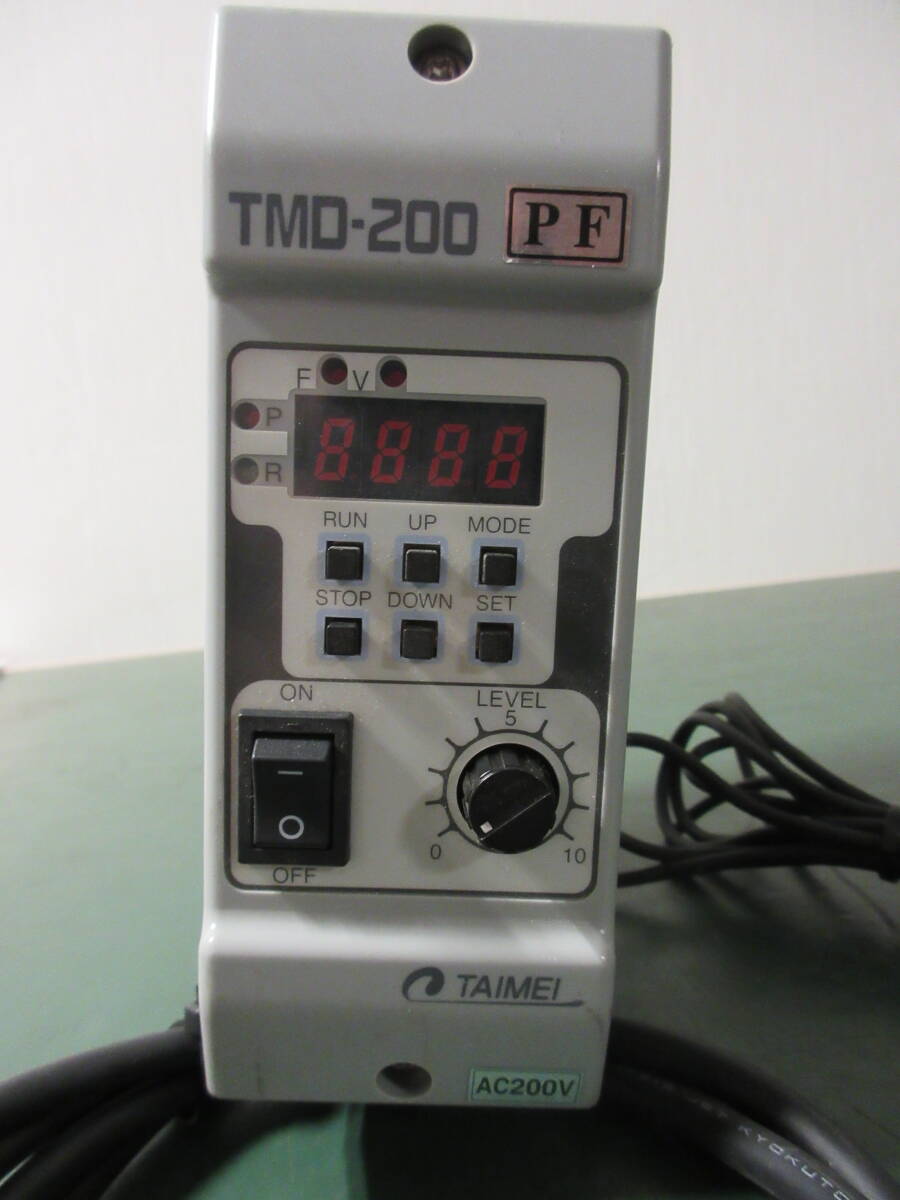 TMD-200 PF
F V
P
8888
R
RUN UP MODE
STOP DOWN SET
ON
LEVEL
5
0 10
OFF
TAIMEI
AC200V